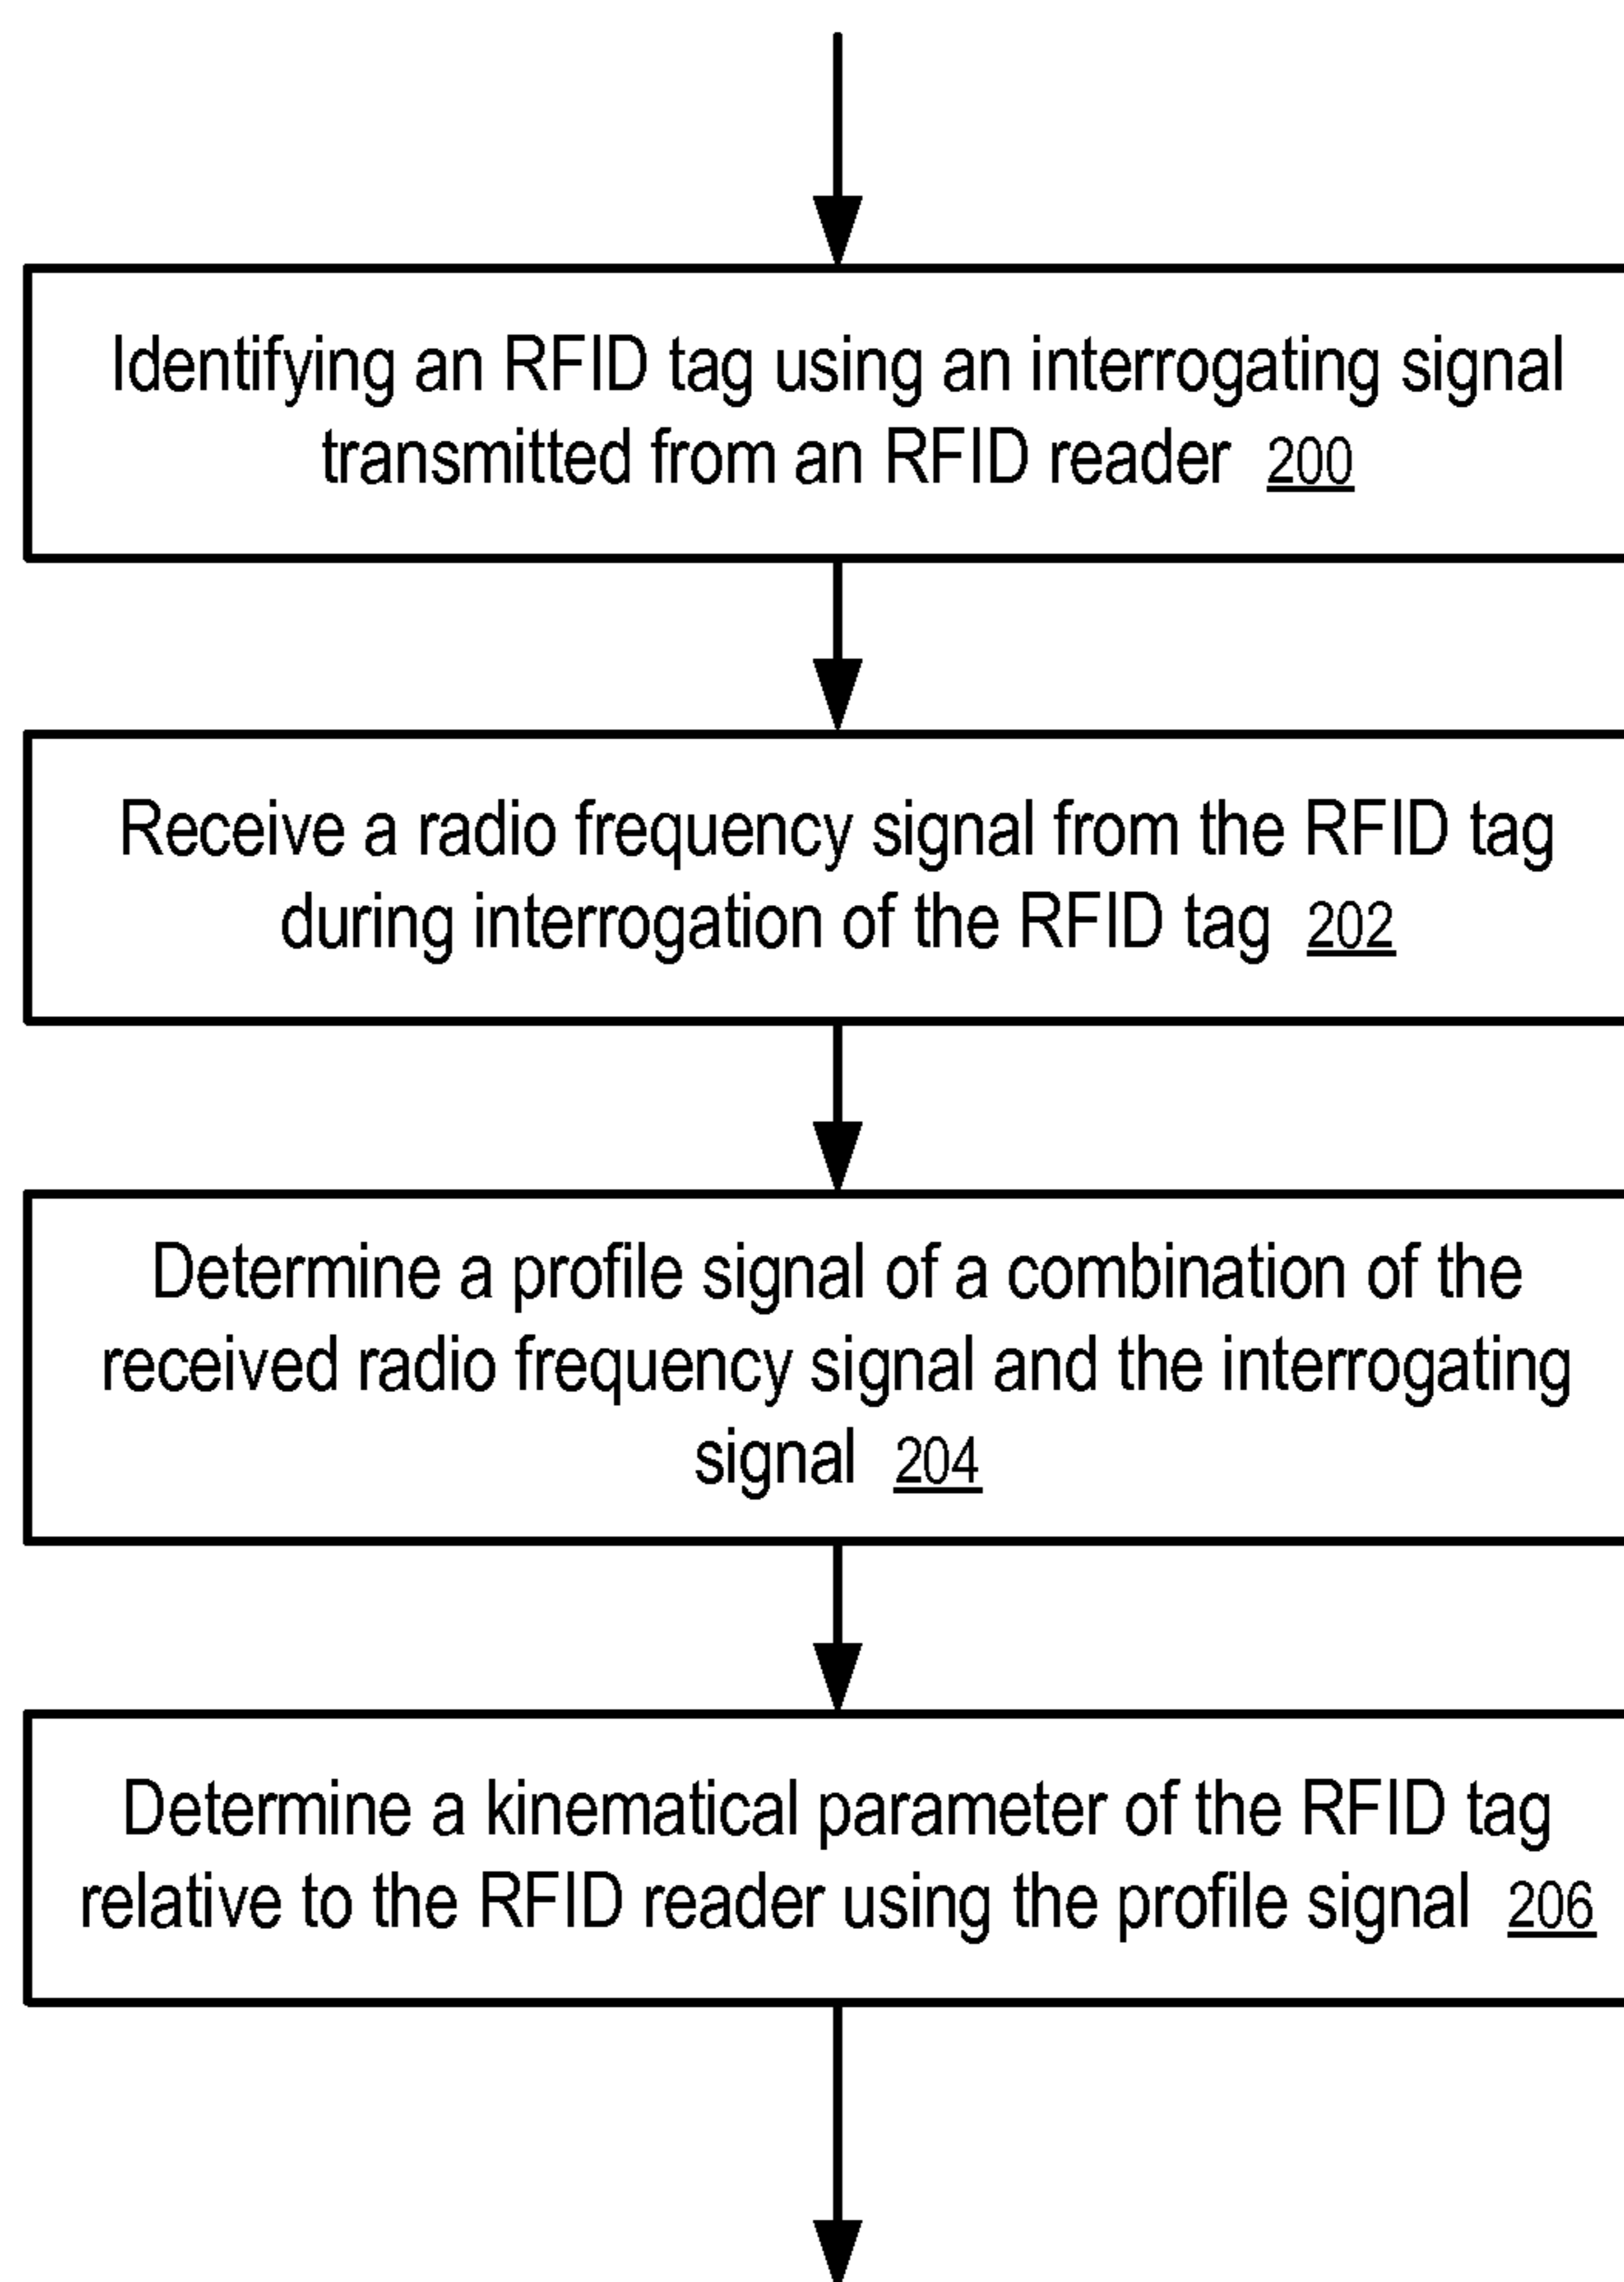 Identifying an RFID tag using an interrogating signal
transmitted from an RFID reader 200
Receive a radio frequency signal from the RFID tag
during interrogation of the RFID tag 202
Determine a profile signal of a combination of the
received radio frequency signal and the interrogating
signal 204
Determine a kinematical parameter of the RFID tag
relative to the RFID reader using the profile signal 206